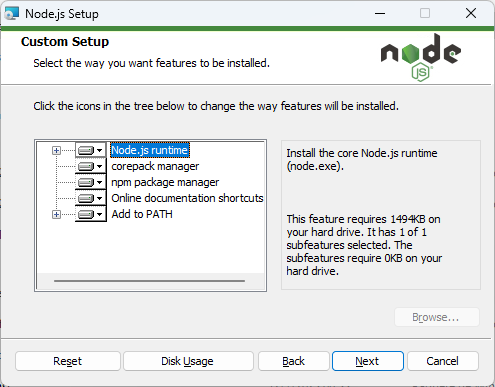 Node.js Setup
Custom Setup
Select the way you want features to be installed.
node
JS
Click the icons in the tree below to change the way features will be installed.
Node.js runtime
corepack manager
npm package manager
Online documentation shortcuts
Add to PATH
Install the core Node.js runtime
(node.exe).
This feature requires 1494KB on
your hard drive. It has 1 of 1
subfeatures selected. The
subfeatures require 0KB on your
hard drive.
Browse...
Reset
Disk Usage
Back
Next
Cancel